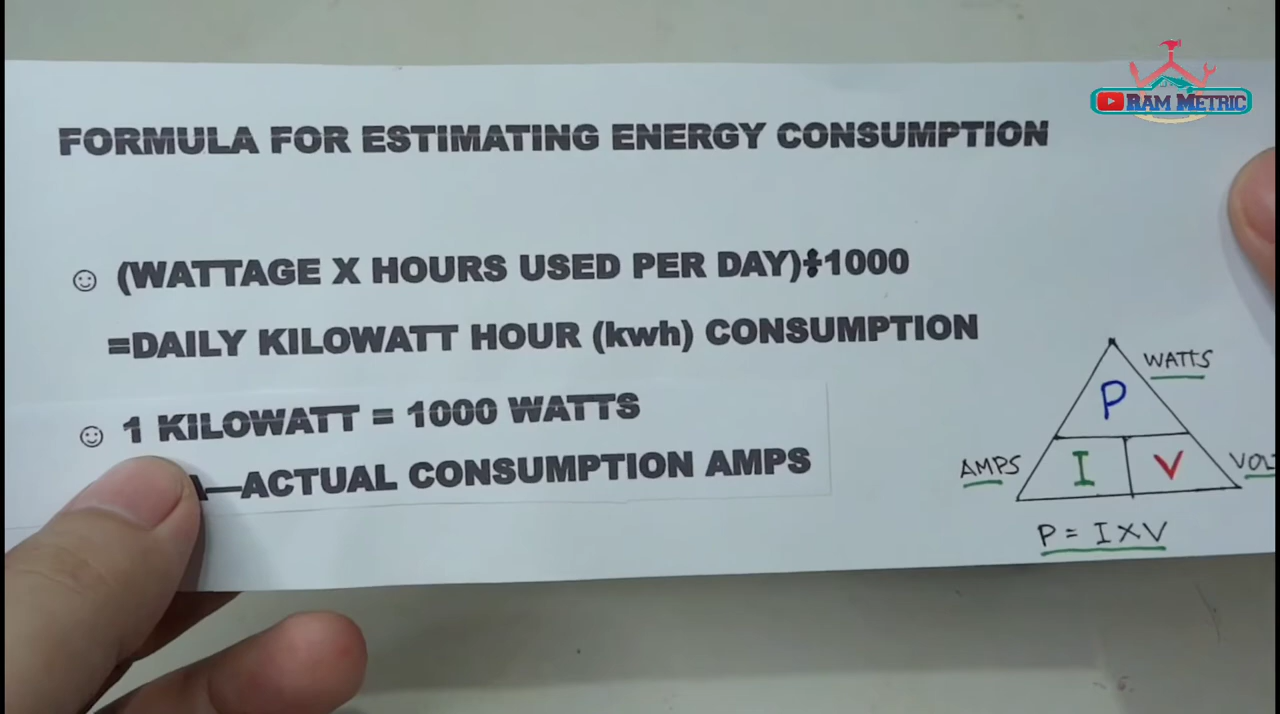 RAM METRIC
FORMULA FOR ESTIMATING ENERGY CONSUMPTION
(WATTAGE X HOURS USED PER DAY)÷1000
=DAILY KILOWATT HOUR (kwh) CONSUMPTION
1 KILOWATT = 1000 WATTS
—ACTUAL CONSUMPTION AMPS
WATTS
P
AMPS
I
V
P = I X V